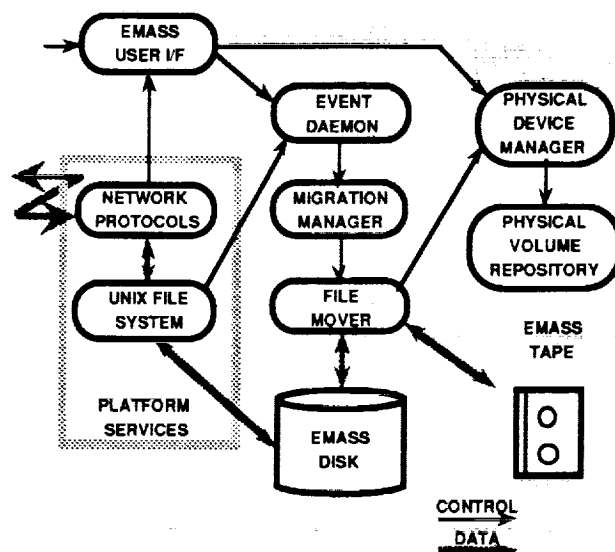 EMASS
USER I/F
EVENT
DAEMON
PHYSICAL
DEVICE
MANAGER
NETWORK
PROTOCOLS
MIGRATION
MANAGER
PHYSICAL
VOLUME
REPOSITORY
UNIX FILE
SYSTEM
FILE
MOVER
EMASS
TAPE
PLATFORM
SERVICES
EMASS
DISK
CONTROL
DATA